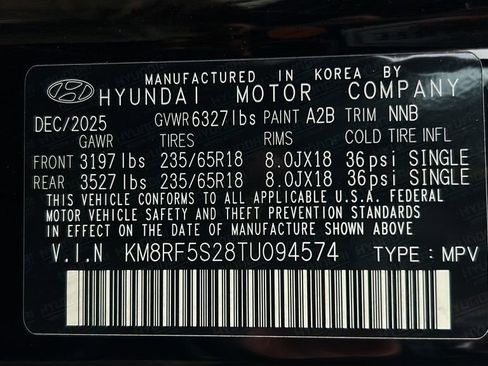 MANUFACTURED IN KOREA BY
HYUNDAI MOTOR COMPANY
DEC/2025 GVWR 6327lbs PAINT A2B TRIM NNB
GAWR TIRES RIMS COLD TIRE INFL
FRONT 3197lbs 235/65R18 8.0JX18 36psi SINGLE
REAR 3527lbs 235/65R18 8.0JX18 36psi SINGLE
THIS VEHICLE CONFORMS TO ALL APPLICABLE U.S.A. FEDERAL
MOTOR VEHICLE SAFETY AND THEFT PREVENTION STANDARDS
IN EFFECT ON THE DATE OF MANUFACTURE SHOWN ABOVE
V.I.N KM8RF5S28TU094574 TYPE:MPV